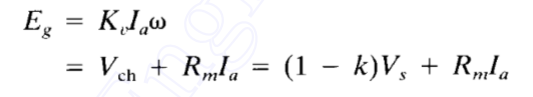 E_g = K_v I_a ω
= V_ch + R_m I_a = (1 − k)V_s + R_m I_a